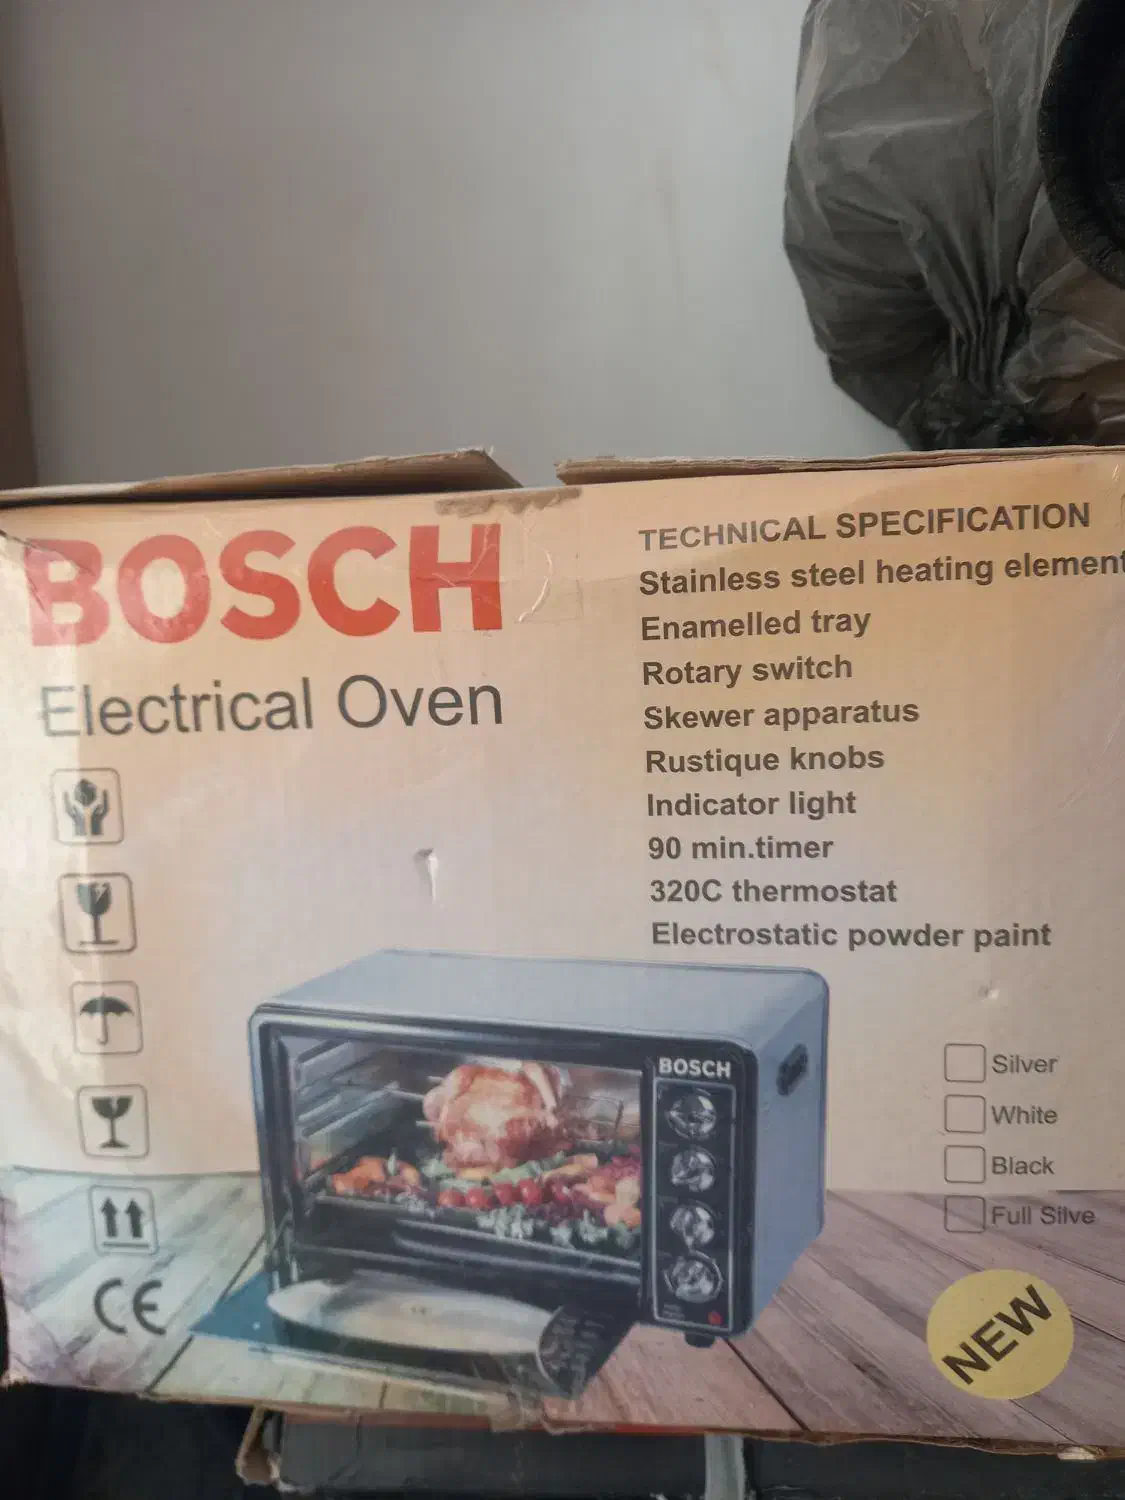 BOSCH
Electrical Oven
TECHNICAL SPECIFICATION
Stainless steel heating element
Enamelled tray
Rotary switch
Skewer apparatus
Rustique knobs
Indicator light
90 min.timer
320C thermostat
Electrostatic powder paint
BOSCH
Silver
White
Black
Full Silve
NEW
CE